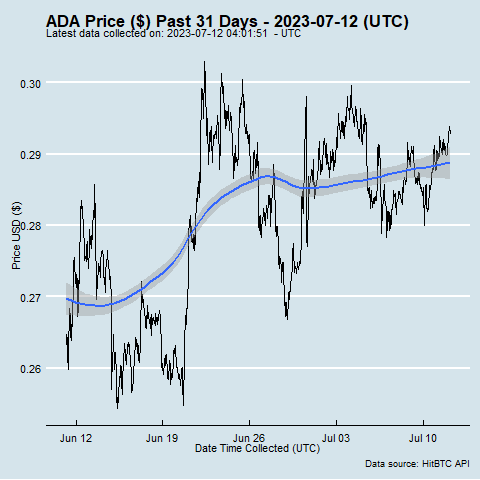 ADA Price ($) Past 31 Days - 2023-07-12 (UTC)
Latest data collected on: 2023-07-12 04:01:51 - UTC
0.30
0.29
0.28
0.27
0.26
Price USD ($)
Jun 12 Jun 19 Jun 26 Jul 03 Jul 10
Date Time Collected (UTC)
Data source: HitBTC API